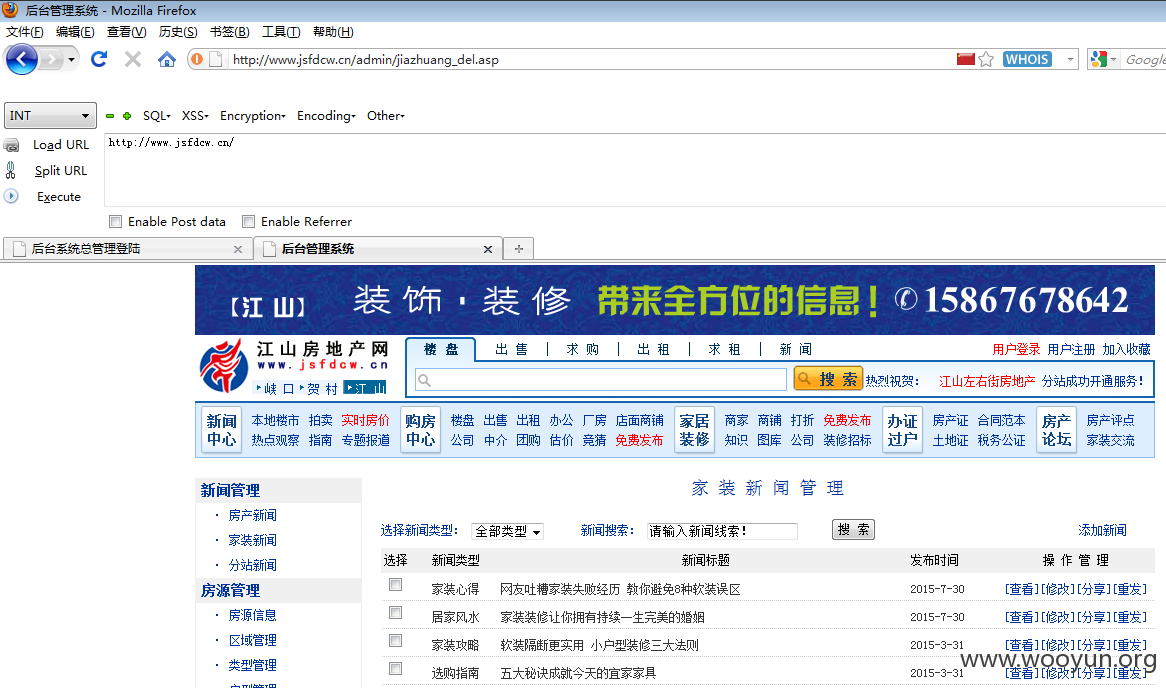 后台管理系统 - Mozilla Firefox
文件(F) 编辑(E) 查看(V) 历史(S) 书签(B) 工具(T) 帮助(H)
http://www.jsfdcw.cn/admin/jiazhuang_del.asp WHOIS Google
INT SQL XSS Encryption Encoding Other
Load URL http://www.jsfdcw.cn/
Split URL
Execute
Enable Post data Enable Referrer
后台系统总管理登陆 后台管理系统
【江山】 装饰·装修 带来全方位的信息！ 15867678642
江山房地产网 楼盘 出售 求购 出租 求租 新闻 用户登录 用户注册 加入收藏
www.jsfdcw.cn
峡口 贺村 江山 搜索 热烈祝贺： 江山左右街房地产 分站成功开通服务！
新闻中心 本地楼市 拍卖 实时房价 购房中心 楼盘 出售 出租 办公 厂房 店面商铺 家居装修 商家 商铺 打折 免费发布 办证过户 房产证 合同范本 房产论坛 房产评点
热点观察 指南 专题报道 公司 中介 团购 估价 竞猜 免费发布 知识 图库 公司 装修招标 土地证 税务公证 家装交流
家装新闻管理
新闻管理
· 房产新闻
· 家装新闻
· 分站新闻
房源管理
· 房源信息
· 区域管理
· 类型管理
选择新闻类型： 全部类型 新闻搜索： 请输入新闻线索！ 搜 索 添加新闻
选择 新闻类型 新闻标题 发布时间 操 作 管 理
家装心得 网友吐槽家装失败经历 教你避免8种软装误区 2015-7-30 [查看][修改][分享][重发]
居家风水 家装装修让你拥有持续一生完美的婚姻 2015-7-30 [查看][修改][分享][重发]
家装攻略 软装隔断更实用 小户型装修三大法则 2015-3-31 [查看][修改][分享][重发]
选购指南 五大秘诀成就今天的宜家家具 2015-3-31 [查看][修改][分享][重发]
www.wooyun.org